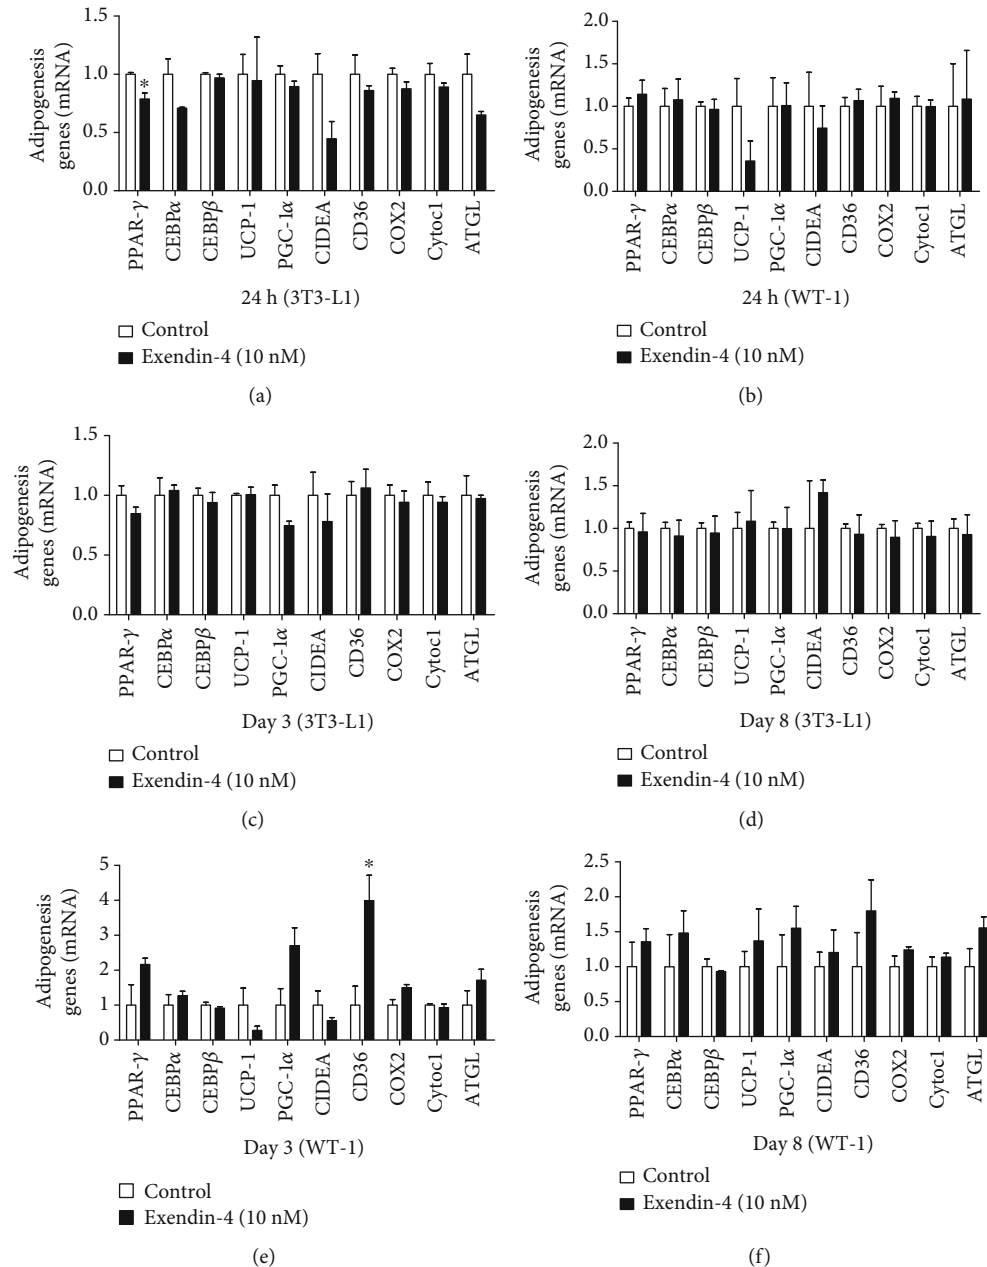 Adipogenesis
genes (mRNA)
1.5
1.0
0.5
0.0
*
PPAR-γ
CEBPα
CEBPβ
UCP-1
PGC-1α
CIDEA
CD36
COX2
Cytoc1
ATGL
24 h (3T3-L1)
Control
Exendin-4 (10 nM)
(a)
Adipogenesis
genes (mRNA)
2.0
1.5
1.0
0.5
0.0
PPAR-γ
CEBPα
CEBPβ
UCP-1
PGC-1α
CIDEA
CD36
COX2
Cytoc1
ATGL
24 h (WT-1)
Control
Exendin-4 (10 nM)
(b)
Adipogenesis
genes (mRNA)
1.5
1.0
0.5
0.0
PPAR-γ
CEBPα
CEBPβ
UCP-1
PGC-1α
CIDEA
CD36
COX2
Cytoc1
ATGL
Day 3 (3T3-L1)
Control
Exendin-4 (10 nM)
(c)
Adipogenesis
genes (mRNA)
2.0
1.5
1.0
0.5
0.0
PPAR-γ
CEBPα
CEBPβ
UCP-1
PGC-1α
CIDEA
CD36
COX2
Cytoc1
ATGL
Day 8 (3T3-L1)
Control
Exendin-4 (10 nM)
(d)
Adipogenesis
genes (mRNA)
5
4
3
2
1
0
*
PPAR-γ
CEBPα
CEBPβ
UCP-1
PGC-1α
CIDEA
CD36
COX2
Cytoc1
ATGL
Day 3 (WT-1)
Control
Exendin-4 (10 nM)
(e)
Adipogenesis
genes (mRNA)
2.5
2.0
1.5
1.0
0.5
0.0
PPAR-γ
CEBPα
CEBPβ
UCP-1
PGC-1α
CIDEA
CD36
COX2
Cytoc1
ATGL
Day 8 (WT-1)
Control
Exendin-4 (10 nM)
(f)